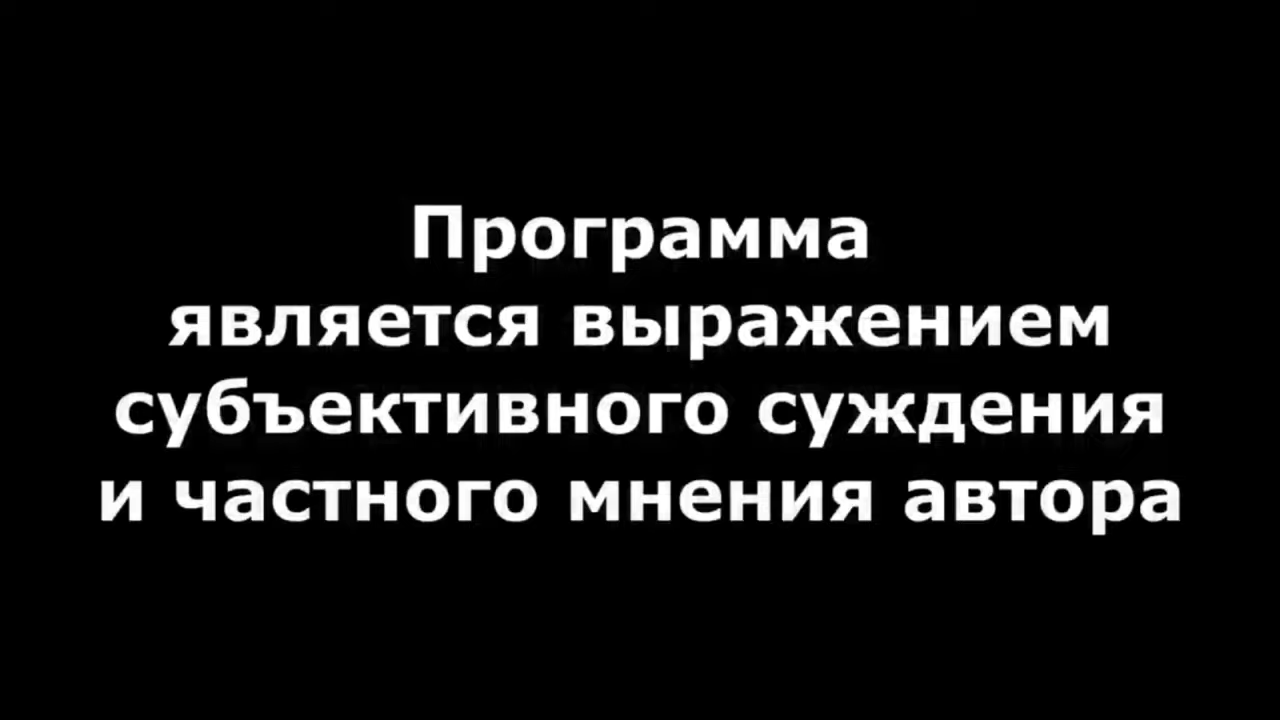 Программа
является выражением
субъективного суждения
и частного мнения автора